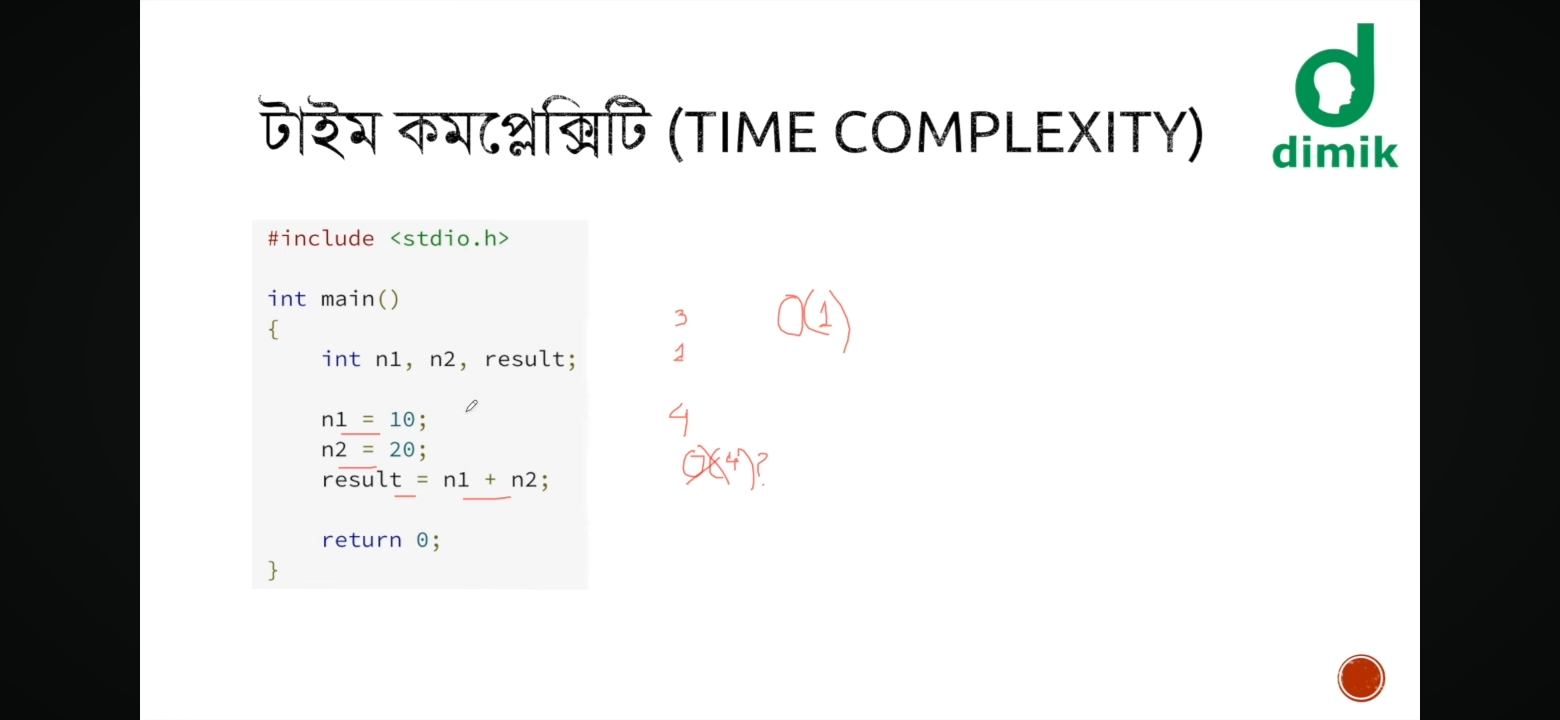 টাইম কমপ্লেক্সিটি (TIME COMPLEXITY)
dimik
#include <stdio.h>
int main()
{
int n1, n2, result;
n1 = 10;
n2 = 20;
result = n1 + n2;
return 0;
}
3
1
4
O(4)?
O(1)